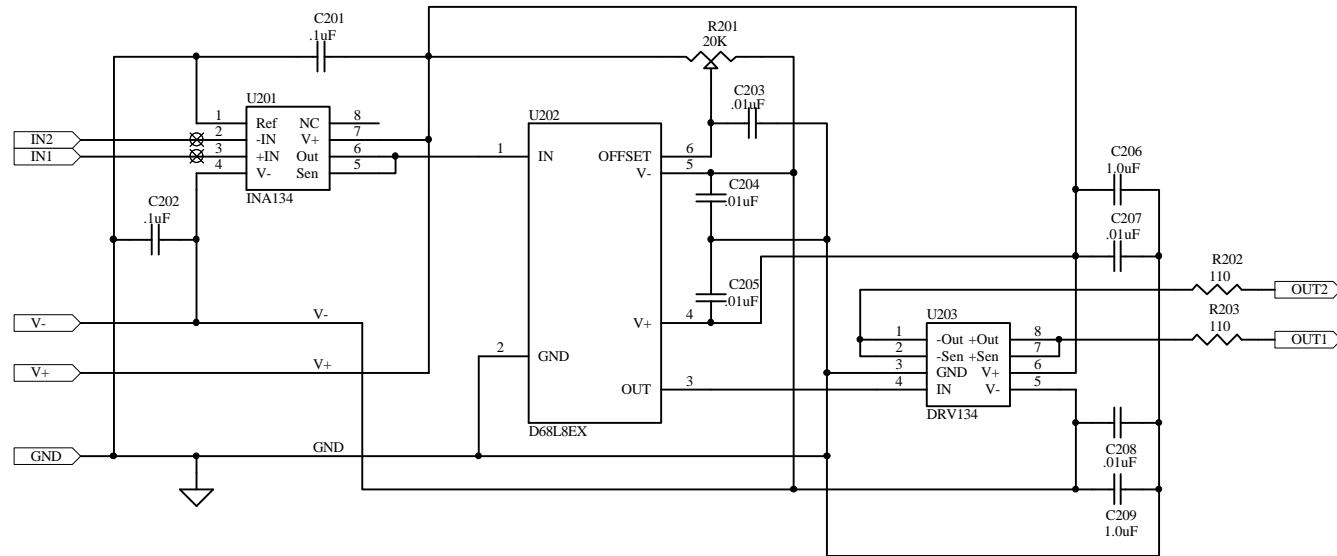 C201
.1uF
R201
20K
C203
.01uF
U201
1 Ref NC 8
2 -IN V+ 7
3 +IN Out 6
4 V- Sen 5
INA134
IN2
IN1
U202
1 IN
OFFSET 6
V- 5
C204
.01uF
C205
.01uF
V+ 4
2 GND
OUT 3
D68L8EX
C202
.1uF
C206
1.0uF
C207
.01uF
R202
110
OUT2
R203
110
OUT1
U203
1 -Out +Out 8
2 -Sen +Sen 7
3 GND V+ 6
4 IN V- 5
DRV134
V- V-
V+ V+
GND GND
C208
.01uF
C209
1.0uF